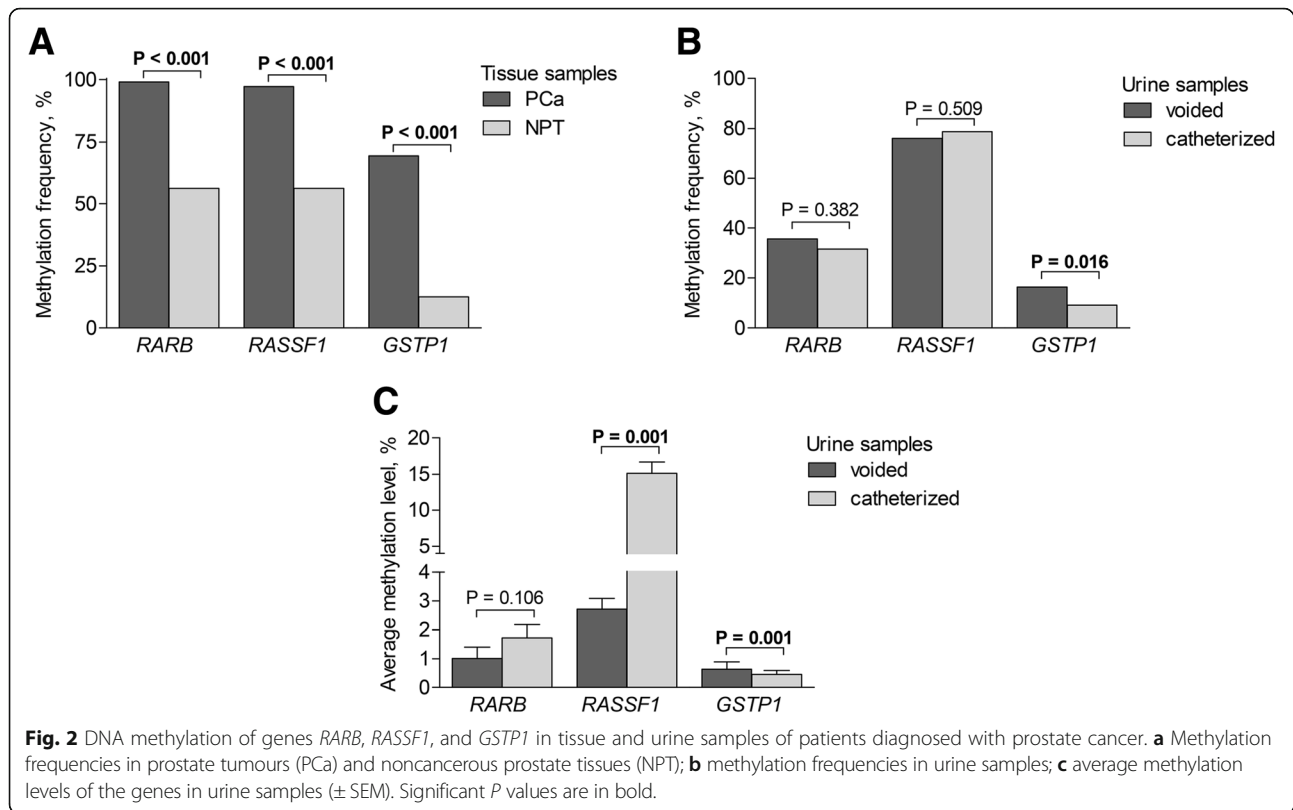 A
P < 0.001
P < 0.001
P < 0.001
Methylation frequency, %
100
75
50
25
0
RARB
RASSF1
GSTP1
Tissue samples
PCa
NPT
B
P = 0.509
P = 0.382
P = 0.016
Methylation frequency, %
100
80
60
40
20
0
RARB
RASSF1
GSTP1
Urine samples
voided
catheterized
C
P = 0.001
P = 0.106
P = 0.001
Average methylation level, %
20
15
10
5
4
3
2
1
0
RARB
RASSF1
GSTP1
Urine samples
voided
catheterized
Fig. 2 DNA methylation of genes RARB, RASSF1, and GSTP1 in tissue and urine samples of patients diagnosed with prostate cancer. a Methylation
frequencies in prostate tumours (PCa) and noncancerous prostate tissues (NPT); b methylation frequencies in urine samples; c average methylation
levels of the genes in urine samples (± SEM). Significant P values are in bold.